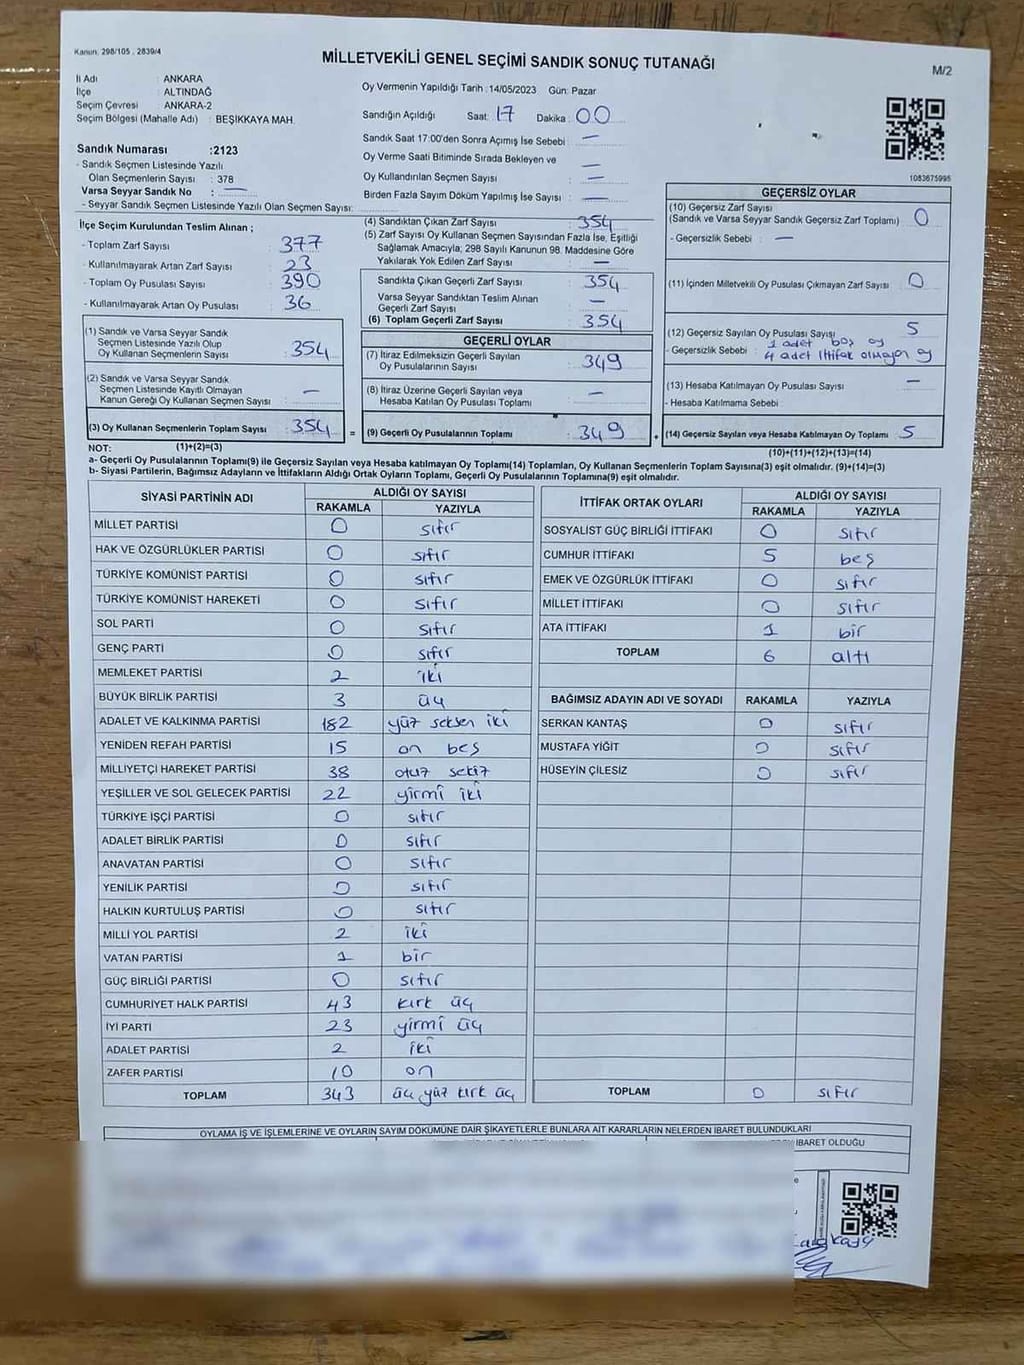 Kanun: 298/105 , 2839/4
MİLLETVEKİLİ GENEL SEÇİMİ SANDIK SONUÇ TUTANAĞI
M/2
İl Adı : ANKARA
İlçe : ALTINDAĞ
Seçim Çevresi : ANKARA-2
Seçim Bölgesi (Mahalle Adı) : BEŞIKKAYA MAH.
Sandık Numarası :2123
- Sandık Seçmen Listesinde Yazılı
Olan Seçmenlerin Sayısı : 378
Varsa Seyyar Sandık No : —
- Seyyar Sandık Seçmen Listesinde Yazılı Olan Seçmen Sayısı:
Oy Vermenin Yapıldığı Tarih : 14/05/2023 Gün: Pazar
Sandığın Açıldığı Saat: 17 Dakika : 00
Sandık Saat 17:00'den Sonra Açımış İse Sebebi : —
Oy Verme Saati Bitiminde Sırada Bekleyen ve —
Oy Kullandırılan Seçmen Sayısı : —
Birden Fazla Sayım Döküm Yapılmış İse Sayısı : —
1083675995
İlçe Seçim Kurulundan Teslim Alınan ;
- Toplam Zarf Sayısı : 377
- Kullanılmayarak Artan Zarf Sayısı : 23
- Toplam Oy Pusulası Sayısı : 390
- Kullanılmayarak Artan Oy Pusulası : 36
(4) Sandıktan Çıkan Zarf Sayısı : 354
(5) Zarf Sayısı Oy Kullanan Seçmen Sayısından Fazla İse, Eşitliği
Sağlamak Amacıyla; 298 Sayılı Kanunun 98. Maddesine Göre
Yakılarak Yok Edilen Zarf Sayısı : —
Sandıkta Çıkan Geçerli Zarf Sayısı : 354
Varsa Seyyar Sandıktan Teslim Alınan
Geçerli Zarf Sayısı : —
(6) Toplam Geçerli Zarf Sayısı : 354
GEÇERSİZ OYLAR
(10) Geçersiz Zarf Sayısı
(Sandık ve Varsa Seyyar Sandık Geçersiz Zarf Toplamı) : 0
- Geçersizlik Sebebi : —
(11) İçinden Milletvekili Oy Pusulası Çıkmayan Zarf Sayısı : 0
(12) Geçersiz Sayılan Oy Pusulası Sayısı : 5
- Geçersizlik Sebebi : 1 adet boş oy
4 adet ittifak olmayan oy
(13) Hesaba Katılmayan Oy Pusulası Sayısı : —
- Hesaba Katılmama Sebebi :
(14) Geçersiz Sayılan veya Hesaba Katılmayan Oy Toplamı : 5
(10)+(11)+(12)+(13)=(14)
(1) Sandık ve Varsa Seyyar Sandık
Seçmen Listesinde Yazılı Olup
Oy Kullanan Seçmenlerin Sayısı : 354
(2) Sandık ve Varsa Seyyar Sandık
Seçmen Listesinde Kayıtlı Olmayan
Kanun Gereği Oy Kullanan Seçmen Sayısı : —
(3) Oy Kullanan Seçmenlerin Toplam Sayısı : 354
GEÇERLİ OYLAR
(7) İtiraz Edilmeksizin Geçerli Sayılan
Oy Pusulalarının Sayısı : 349
(8) İtiraz Üzerine Geçerli Sayılan veya
Hesaba Katılan Oy Pusulası Toplamı : —
= (9) Geçerli Oy Pusulalarının Toplamı : 349 +
NOT: (1)+(2)=(3)
a- Geçerli Oy Pusulalarının Toplamı(9) ile Geçersiz Sayılan veya Hesaba katılmayan Oy Toplamı(14) Toplamları, Oy Kullanan Seçmenlerin Toplam Sayısına(3) eşit olmalıdır. (9)+(14)=(3)
b- Siyasi Partilerin, Bağımsız Adayların ve İttifakların Aldığı Ortak Oyların Toplamı, Geçerli Oy Pusulalarının Toplamına(9) eşit olmalıdır.
SİYASİ PARTİNİN ADI ALDIĞI OY SAYISI
RAKAMLA YAZIYLA
MİLLET PARTİSI 0 sıfır
HAK VE ÖZGÜRLÜKLER PARTİSİ 0 sıfır
TÜRKİYE KOMÜNİST PARTİSİ 0 sıfır
TÜRKİYE KOMÜNİST HAREKETİ 0 sıfır
SOL PARTİ 0 sıfır
GENÇ PARTİ 0 sıfır
MEMLEKET PARTİSİ 2 iki
BÜYÜK BİRLİK PARTİSİ 3 üç
ADALET VE KALKINMA PARTİSİ 182 yüz seksen iki
YENİDEN REFAH PARTİSİ 15 on beş
MİLLİYETÇİ HAREKET PARTİSİ 38 otuz sekiz
YEŞİLLER VE SOL GELECEK PARTİSİ 22 yirmi iki
TÜRKİYE İŞÇİ PARTİSİ 0 sıfır
ADALET BİRLİK PARTİSİ 0 sıfır
ANAVATAN PARTİSİ 0 sıfır
YENİLİK PARTİSİ 0 sıfır
HALKIN KURTULUŞ PARTİSİ 0 sıfır
MİLLİ YOL PARTİSİ 2 iki
VATAN PARTİSİ 1 bir
GÜÇ BİRLİĞİ PARTİSİ 0 sıfır
CUMHURİYET HALK PARTİSİ 43 kırk üç
İYİ PARTİ 23 yirmi üç
ADALET PARTİSİ 2 iki
ZAFER PARTİSİ 10 on
TOPLAM 343 üç yüz kırk üç
İTTİFAK ORTAK OYLARI ALDIĞI OY SAYISI
RAKAMLA YAZIYLA
SOSYALIST GÜÇ BİRLİĞİ İTTİFAKI 0 sıfır
CUMHUR İTTİFAKI 5 beş
EMEK VE ÖZGÜRLÜK İTTİFAKI 0 sıfır
MİLLET İTTİFAKI 0 sıfır
ATA İTTİFAKI 1 bir
TOPLAM 6 altı
BAĞIMSIZ ADAYIN ADI VE SOYADI RAKAMLA YAZIYLA
SERKAN KANTAŞ 0 sıfır
MUSTAFA YİĞİT 0 sıfır
HÜSEYİN ÇİLESİZ 0 sıfır
TOPLAM 0 sıfır
OYLAMA İŞ VE İŞLEMLERINE VE OYLARIN SAYIM DÖKÜMÜNE DAİR ŞİKAYETLERLE BUNLARA AİT KARARLARIN NELERDEN İBARET BULUNDUKLARI
İBARET OLDUĞU